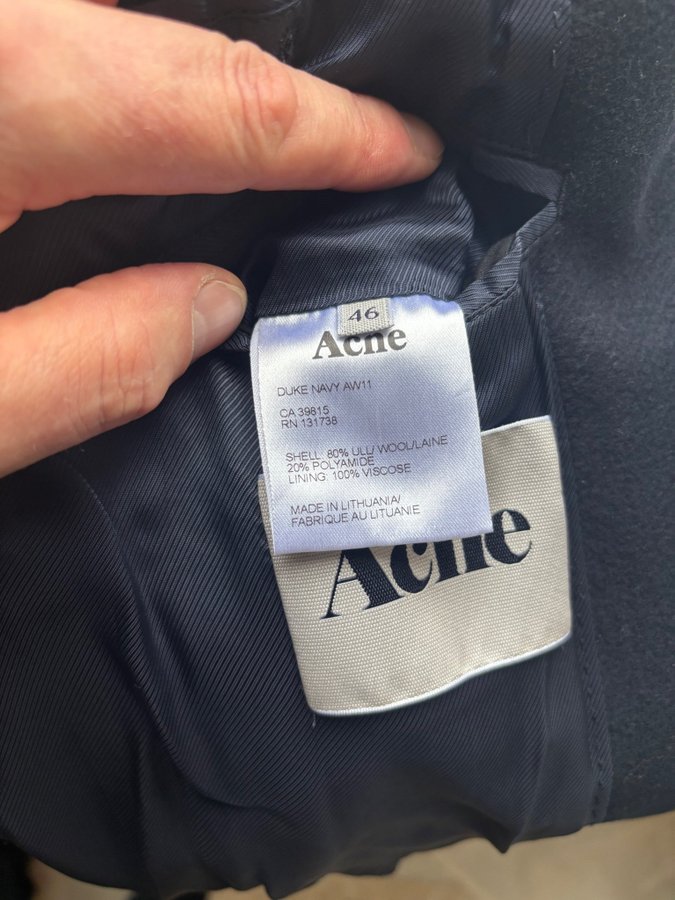 46
Acne
DUKE NAVY AW11
CA 39815
RN 131738
SHELL: 80% ULL/ WOOL/LAINE
20% POLYAMIDE
LINING: 100% VISCOSE
MADE IN LITHUANIA/
FABRIQUE AU LITUANIE
Acne